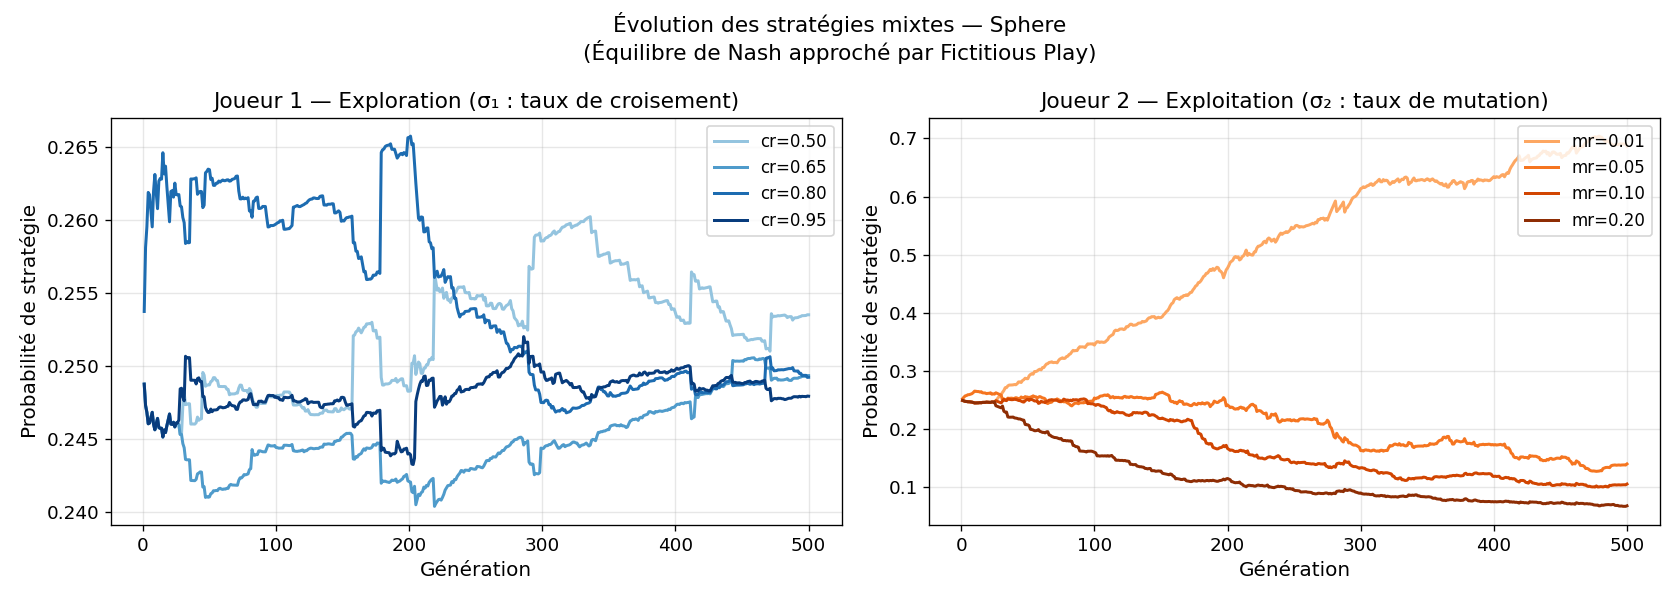 Évolution des stratégies mixtes — Sphere
(Équilibre de Nash approché par Fictitious Play)
Joueur 1 — Exploration (σ₁ : taux de croisement)
Probabilité de stratégie
0.265
0.260
0.255
0.250
0.245
0.240
cr=0.50
cr=0.65
cr=0.80
cr=0.95
0
100
200
300
400
500
Génération
Joueur 2 — Exploitation (σ₂ : taux de mutation)
Probabilité de stratégie
0.7
0.6
0.5
0.4
0.3
0.2
0.1
mr=0.01
mr=0.05
mr=0.10
mr=0.20
0
100
200
300
400
500
Génération